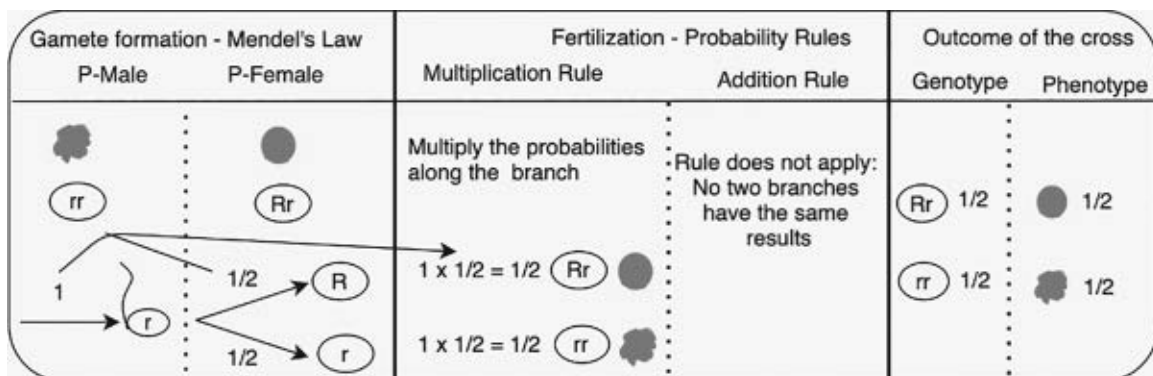 Gamete formation - Mendel's Law
P-Male
P-Female
Fertilization - Probability Rules
Multiplication Rule
Addition Rule
Outcome of the cross
Genotype
Phenotype
rr
Rr
1
r
1/2
R
1/2
r
Multiply the probabilities
along the branch
1 x 1/2 = 1/2
Rr
1 x 1/2 = 1/2
rr
Rule does not apply:
No two branches
have the same
results
Rr
1/2
1/2
rr
1/2
1/2